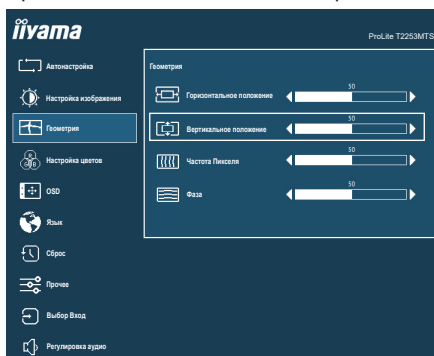 iiyama
ProLite T2253MTS
Автонастройка
Настройка изображения
Геометрия
Настройка цветов
OSD
Язык
Сброс
Прочее
Выбор Вход
Регулировка аудио
Геометрия
Горизонтальное положение
50
Вертикальное положение
50
Частота Пикселя
50
Фаза
50
R
G B